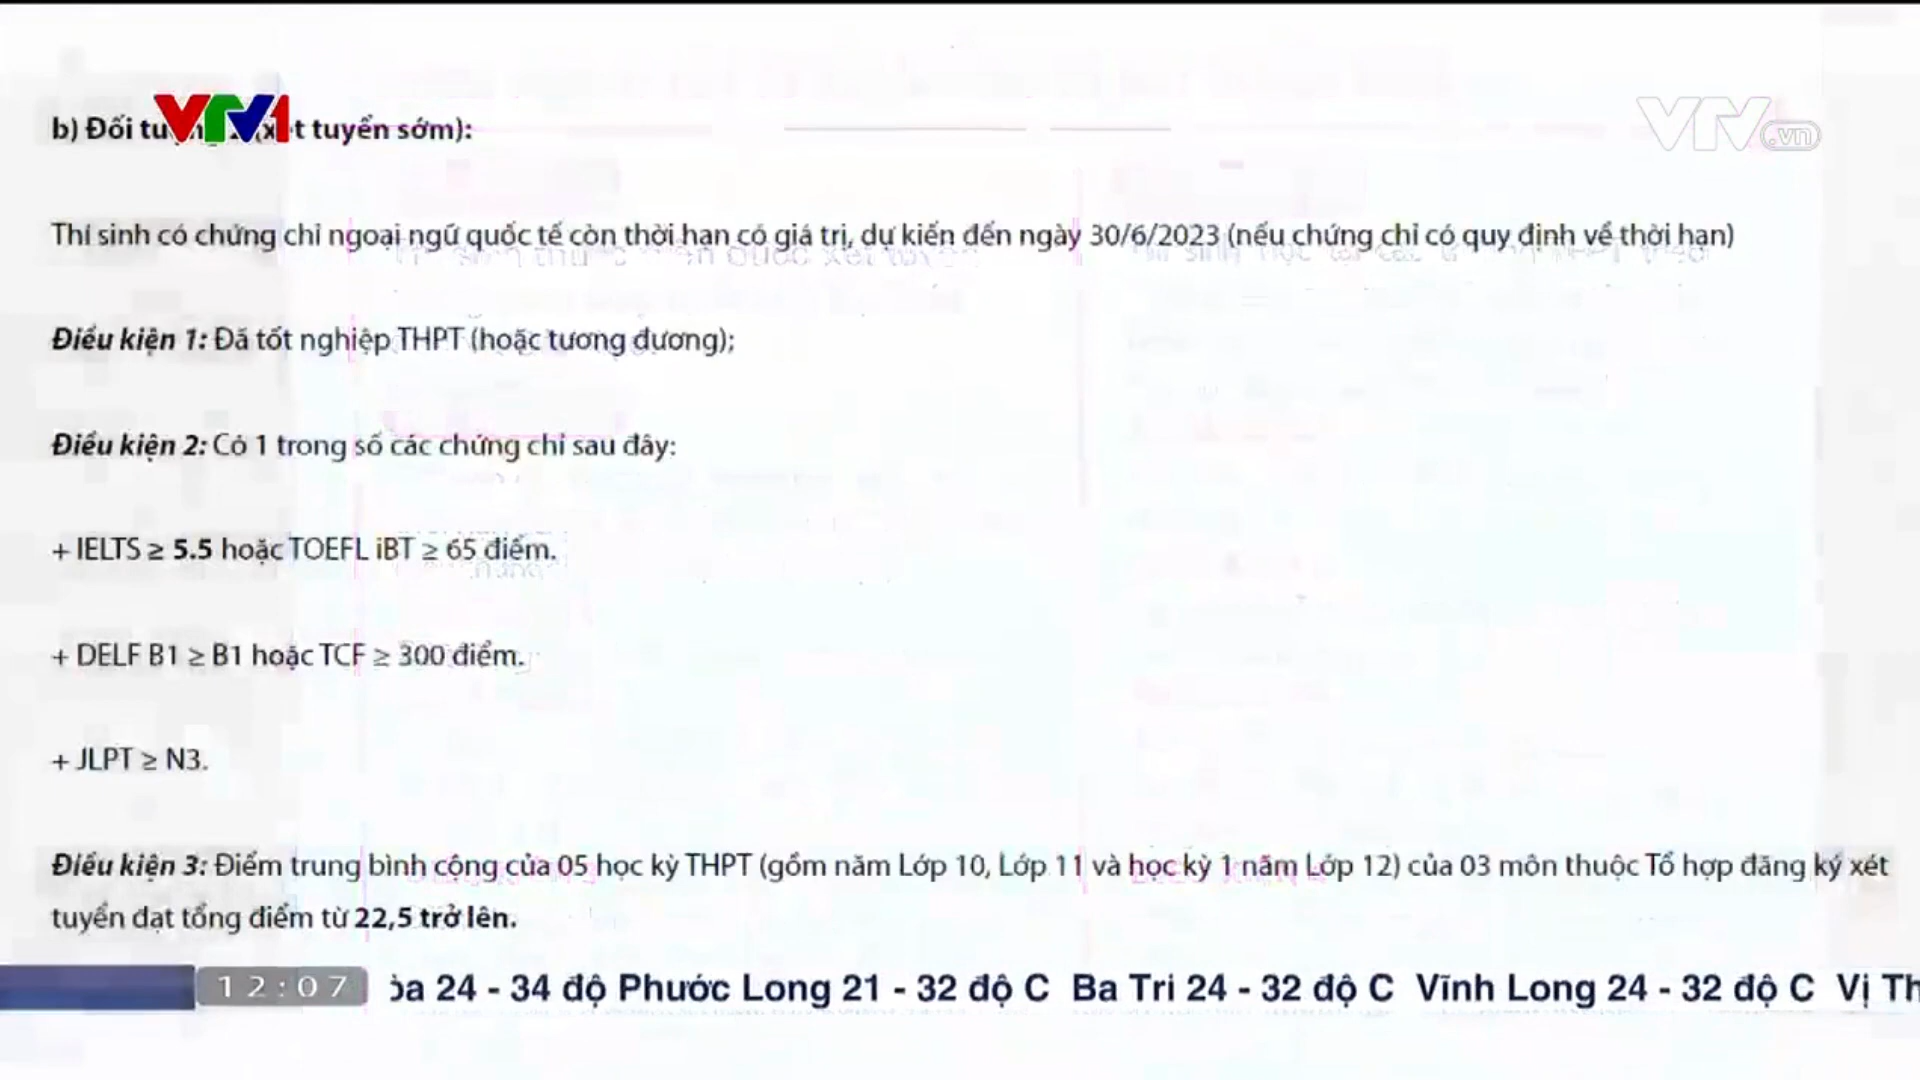 VTV1
VTV.vn
b) Đối tuyển sớm):
Thí sinh có chứng chỉ ngoại ngữ quốc tế còn thời hạn có giá trị, dự kiến đến ngày 30/6/2023 (nếu chứng chỉ có quy định về thời hạn)
Điều kiện 1: Đã tốt nghiệp THPT (hoặc tương đương);
Điều kiện 2: Có 1 trong số các chứng chỉ sau đây:
+ IELTS ≥ 5.5 hoặc TOEFL iBT ≥ 65 điểm.
+ DELF B1 ≥ B1 hoặc TCF ≥ 300 điểm.
+ JLPT ≥ N3.
Điều kiện 3: Điểm trung bình cộng của 05 học kỳ THPT (gồm năm Lớp 10, Lớp 11 và học kỳ 1 năm Lớp 12) của 03 môn thuộc Tổ hợp đăng ký xét
tuyển đạt tổng điểm từ 22,5 trở lên.
12:07 24 - 34 độ Phước Long 21 - 32 độ C Ba Tri 24 - 32 độ C Vĩnh Long 24 - 32 độ C Vị